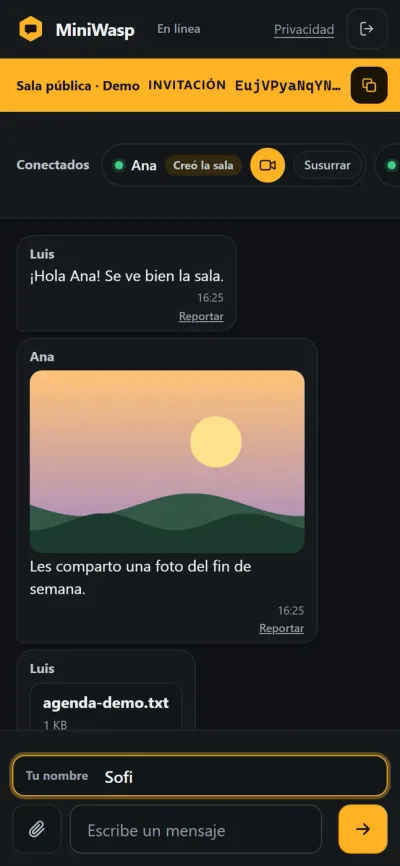 MiniWasp
En línea
Privacidad
Sala pública · Demo INVITACIÓN EujVPyaNqYN…
Conectados Ana Creó la sala Susurrar
Luis
¡Hola Ana! Se ve bien la sala.
16:25
Reportar
Ana
Les comparto una foto del fin de
semana.
16:25
Reportar
Luis
agenda-demo.txt
1 KB
Tu nombre Sofi
Escribe un mensaje